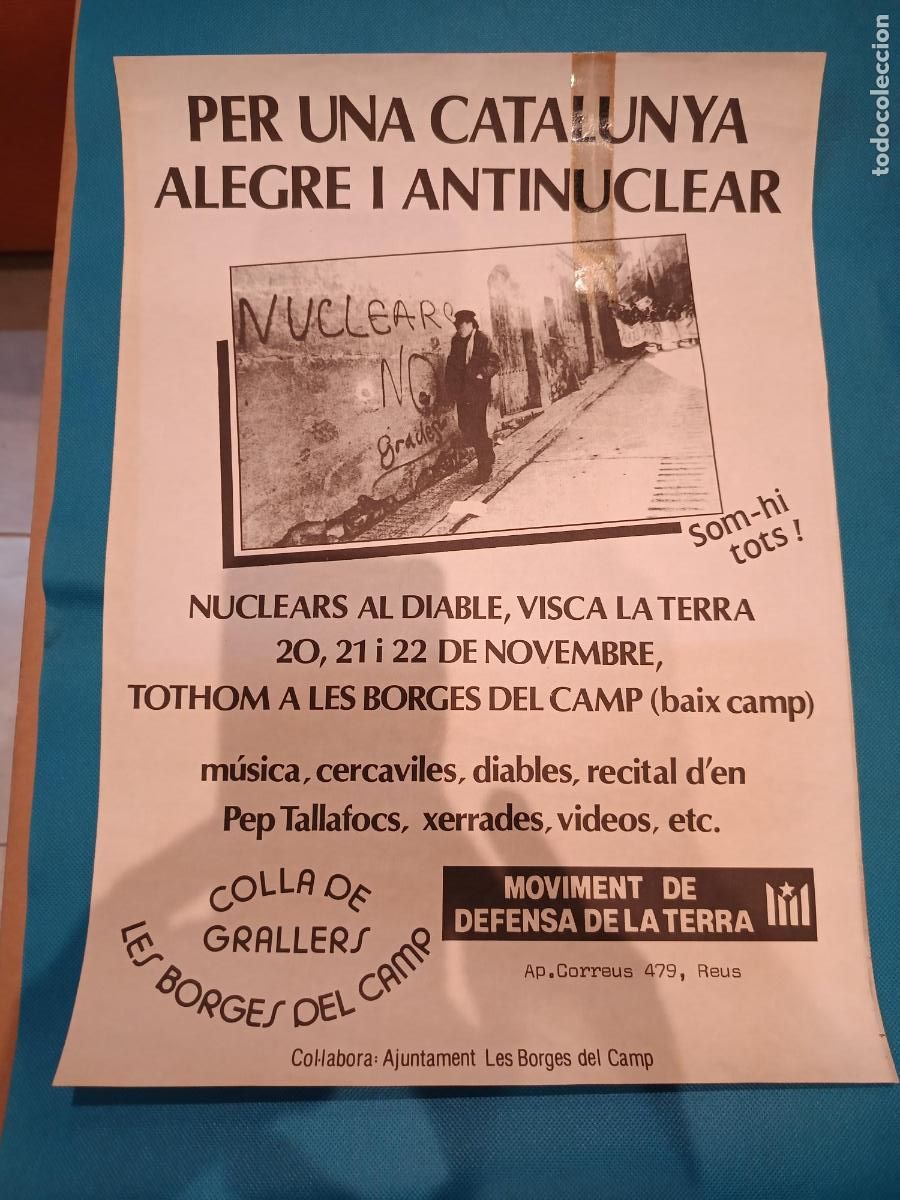 PER UNA CATALUNYA
ALEGRE I ANTINUCLEAR
NUCLEARS
NO
gracies
Som-hi
tots!
NUCLEARS AL DIABLE, VISCA LA TERRA
20, 21 i 22 DE NOVEMBRE,
TOTHOM A LES BORGES DEL CAMP (baix camp)
música, cercaviles, diables, recital d'en
Pep Tallafocs, xerrades, videos, etc.
COLLA DE
GRALLERS
LES BORGES DEL CAMP
MOVIMENT DE
DEFENSA DE LA TERRA
Ap.Correus 479, Reus
Col·labora: Ajuntament Les Borges del Camp
todocoleccion